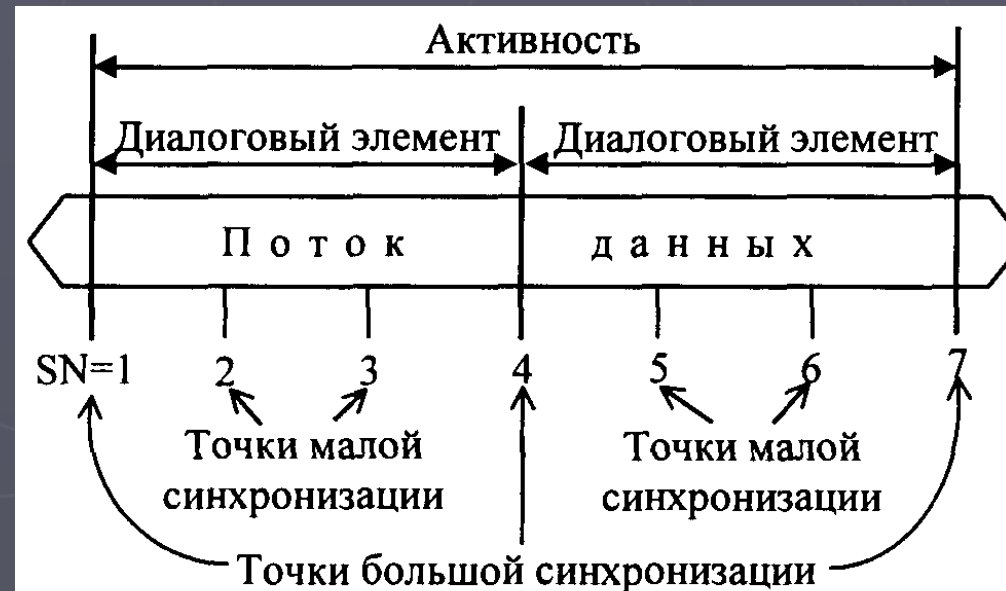 Активность
Диалоговый элемент Диалоговый элемент
П о т о к д а н н ы х
SN=1 2 3 4 5 6 7
Точки малой Точки малой
синхронизации синхронизации
Точки большой синхронизации